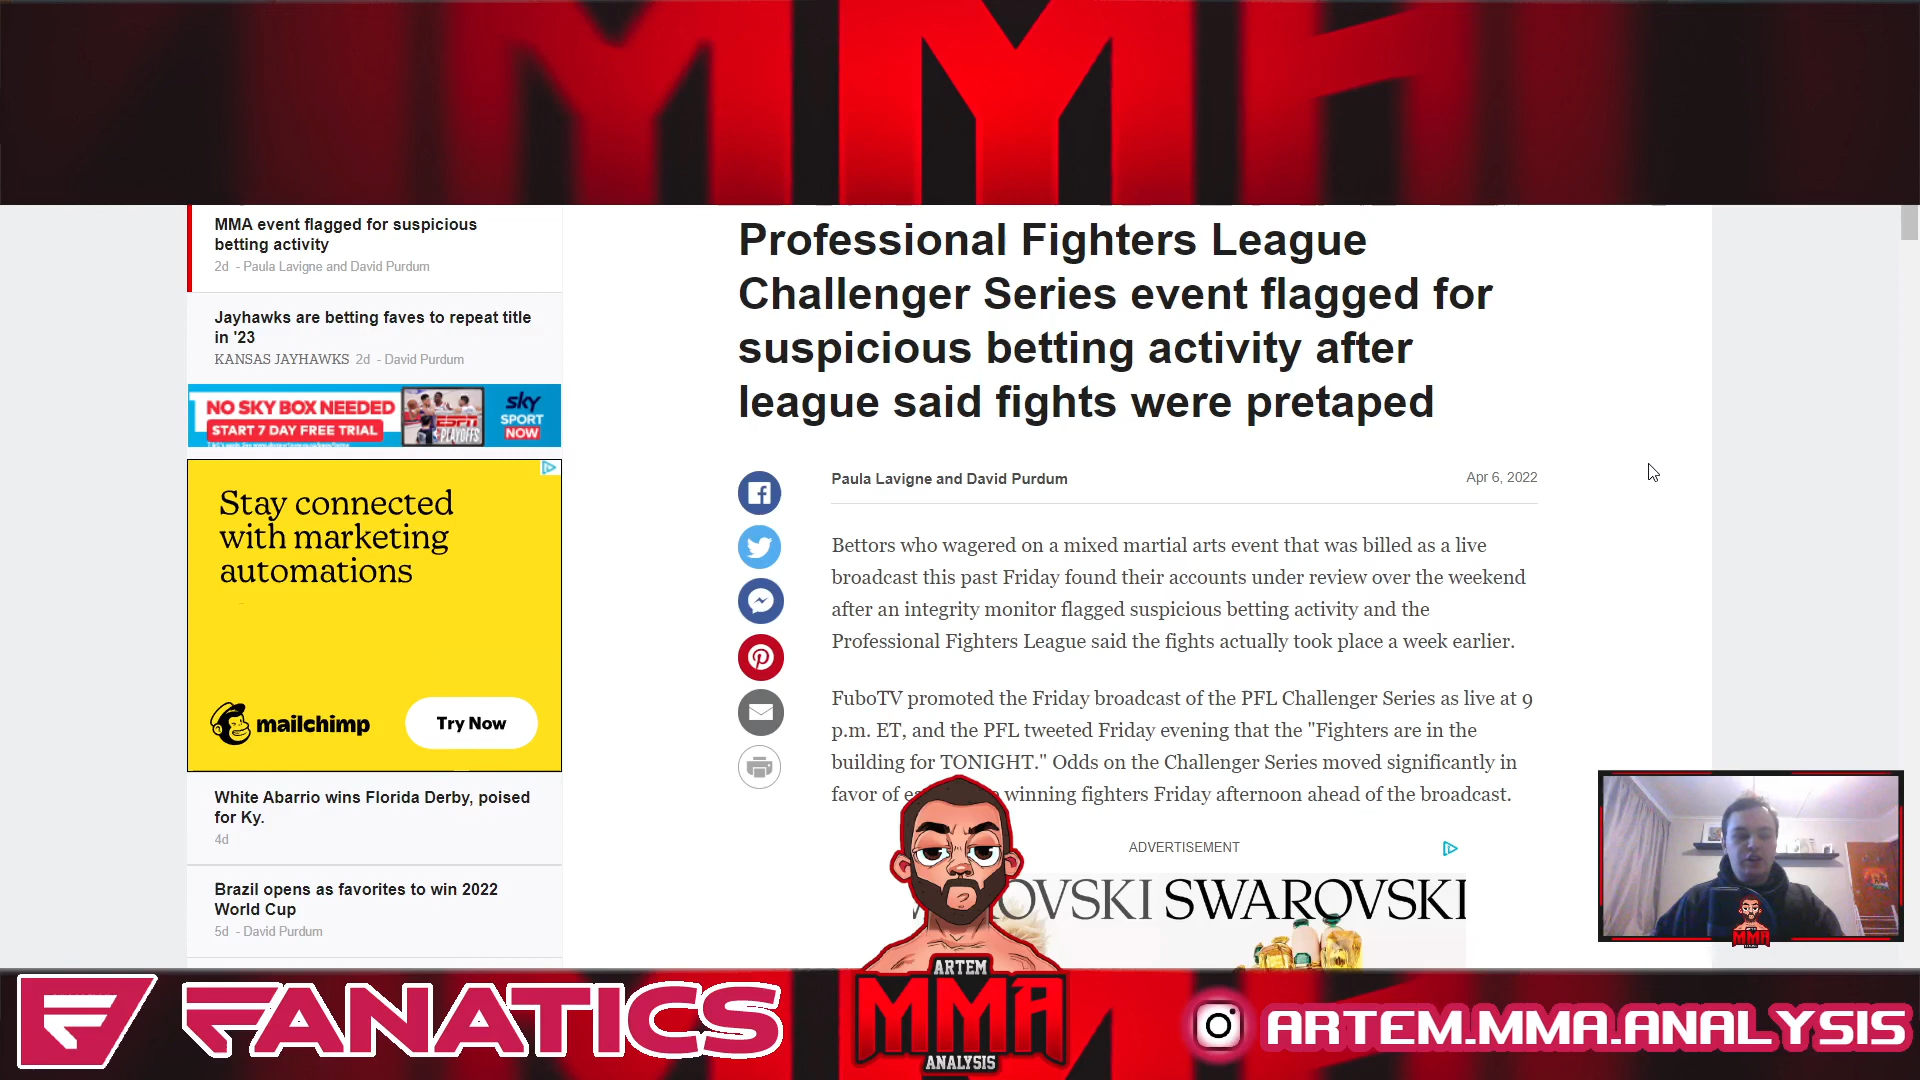 MMA
MMA event flagged for suspicious
betting activity
2d - Paula Lavigne and David Purdum
Jayhawks are betting faves to repeat title
in '23
KANSAS JAYHAWKS 2d - David Purdum
NO SKY BOX NEEDED
START 7 DAY FREE TRIAL
ESPN
PLAYOFFS
sky
SPORT
NOW
Stay connected
with marketing
automations
mailchimp
Try Now
White Abarrio wins Florida Derby, poised
for Ky.
4d
Brazil opens as favorites to win 2022
World Cup
5d - David Purdum
Professional Fighters League
Challenger Series event flagged for
suspicious betting activity after
league said fights were pretaped
Paula Lavigne and David Purdum
Apr 6, 2022
Bettors who wagered on a mixed martial arts event that was billed as a live
broadcast this past Friday found their accounts under review over the weekend
after an integrity monitor flagged suspicious betting activity and the
Professional Fighters League said the fights actually took place a week earlier.
FuboTV promoted the Friday broadcast of the PFL Challenger Series as live at 9
p.m. ET, and the PFL tweeted Friday evening that the "Fighters are in the
building for TONIGHT." Odds on the Challenger Series moved significantly in
favor of winning fighters Friday afternoon ahead of the broadcast.
ADVERTISEMENT
OVSKI SWAROVSKI
MMA
FANATICS
ARTEM
MMA
ANALYSIS
ARTEM.MMA.ANALYSIS